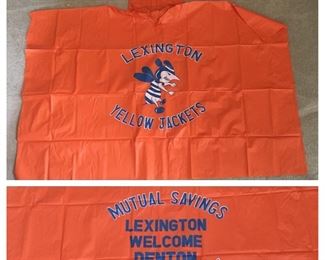 LEXINGTON
YELLOW JACKETS
MUTUAL SAVINGS
LEXINGTON
WELCOME
DENTON